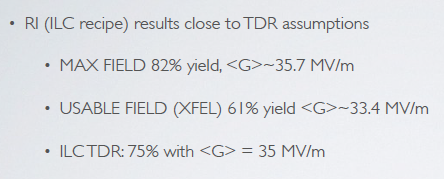 • RI (ILC recipe) results close to TDR assumptions
• MAX FIELD 82% yield, <G>~35.7 MV/m
• USABLE FIELD (XFEL) 61% yield <G>~33.4 MV/m
• ILC TDR: 75% with <G> = 35 MV/m